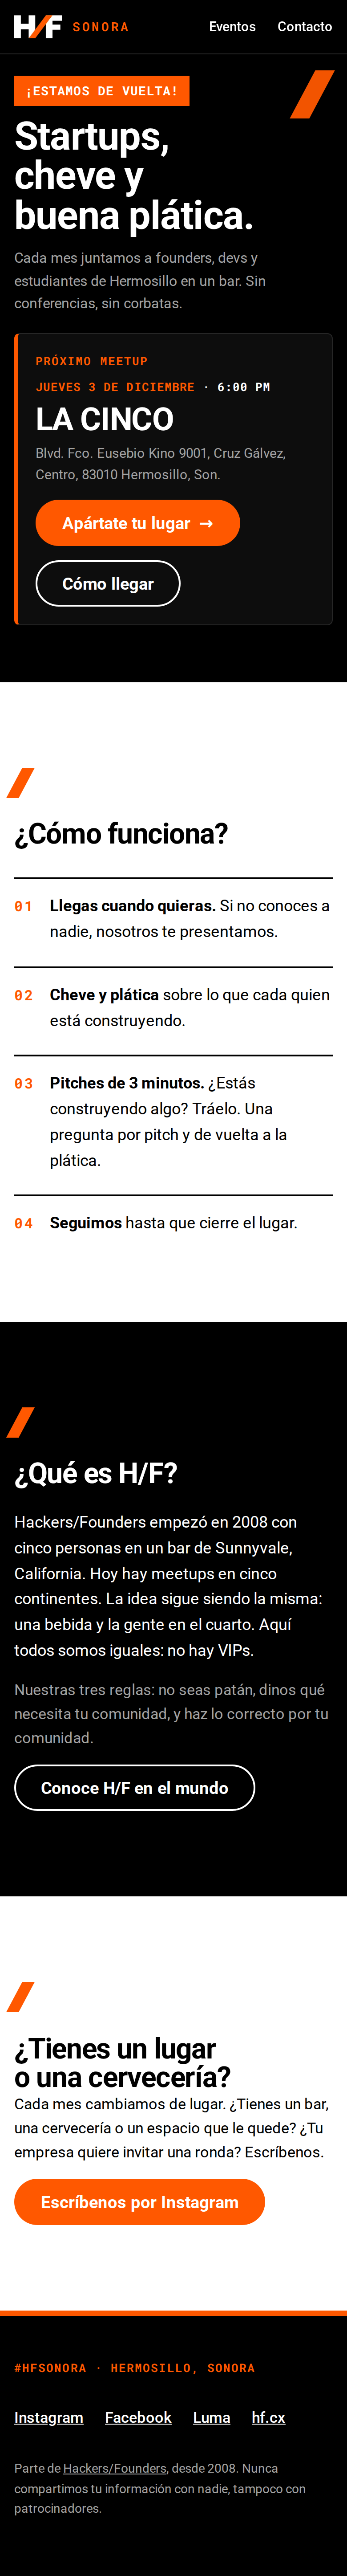 H/F SONORA Eventos Contacto
¡ESTAMOS DE VUELTA!
Startups,
cheve y
buena plática.
Cada mes juntamos a founders, devs y
estudiantes de Hermosillo en un bar. Sin
conferencias, sin corbatas.
PRÓXIMO MEETUP
JUEVES 3 DE DICIEMBRE · 6:00 PM
LA CINCO
Blvd. Fco. Eusebio Kino 9001, Cruz Gálvez,
Centro, 83010 Hermosillo, Son.
Apártate tu lugar →
Cómo llegar
¿Cómo funciona?
01 Llegas cuando quieras. Si no conoces a
nadie, nosotros te presentamos.
02 Cheve y plática sobre lo que cada quien
está construyendo.
03 Pitches de 3 minutos. ¿Estás
construyendo algo? Tráelo. Una
pregunta por pitch y de vuelta a la
plática.
04 Seguimos hasta que cierre el lugar.
¿Qué es H/F?
Hackers/Founders empezó en 2008 con
cinco personas en un bar de Sunnyvale,
California. Hoy hay meetups en cinco
continentes. La idea sigue siendo la misma:
una bebida y la gente en el cuarto. Aquí
todos somos iguales: no hay VIPs.
Nuestras tres reglas: no seas patán, dinos qué
necesita tu comunidad, y haz lo correcto por tu
comunidad.
Conoce H/F en el mundo
¿Tienes un lugar
o una cervecería?
Cada mes cambiamos de lugar. ¿Tienes un bar,
una cervecería o un espacio que le quede? ¿Tu
empresa quiere invitar una ronda? Escríbenos.
Escríbenos por Instagram
#HFSONORA · HERMOSILLO, SONORA
Instagram Facebook Luma hf.cx
Parte de Hackers/Founders, desde 2008. Nunca
compartimos tu información con nadie, tampoco con
patrocinadores.